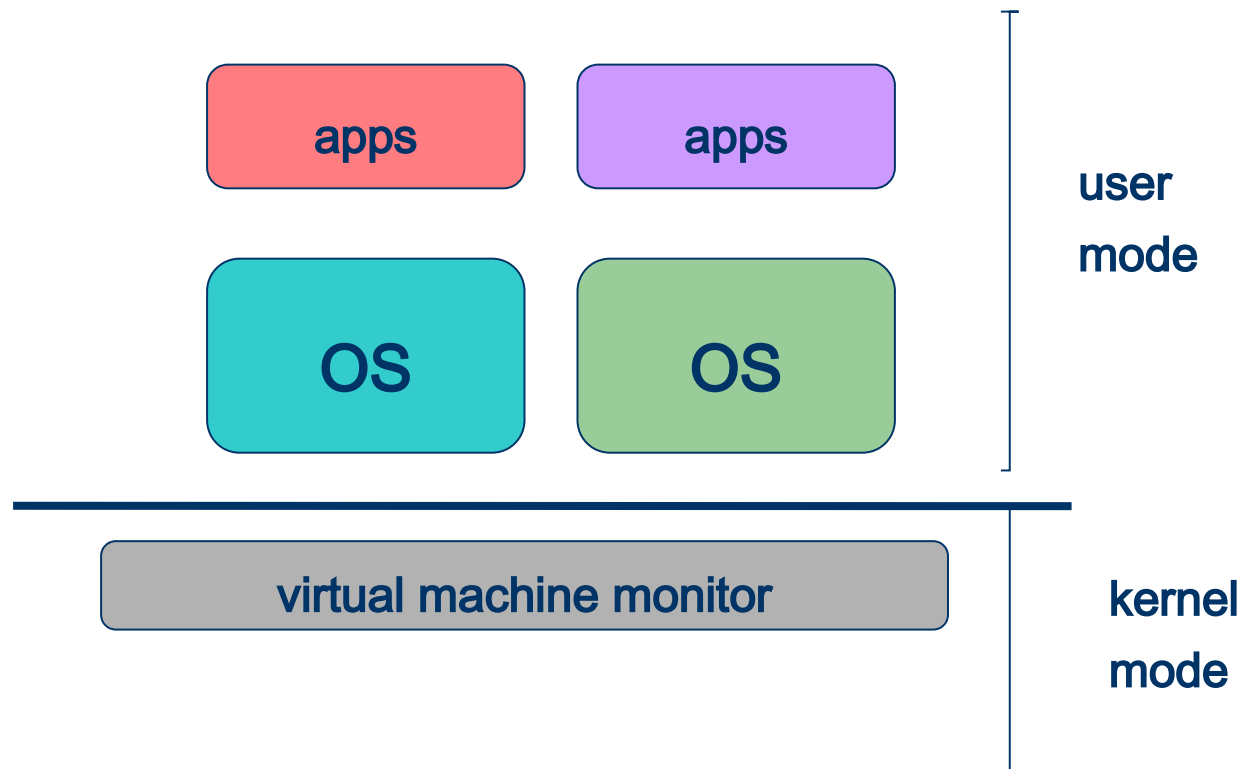 apps
apps
user
mode
OS
OS
virtual machine monitor
kernel
mode